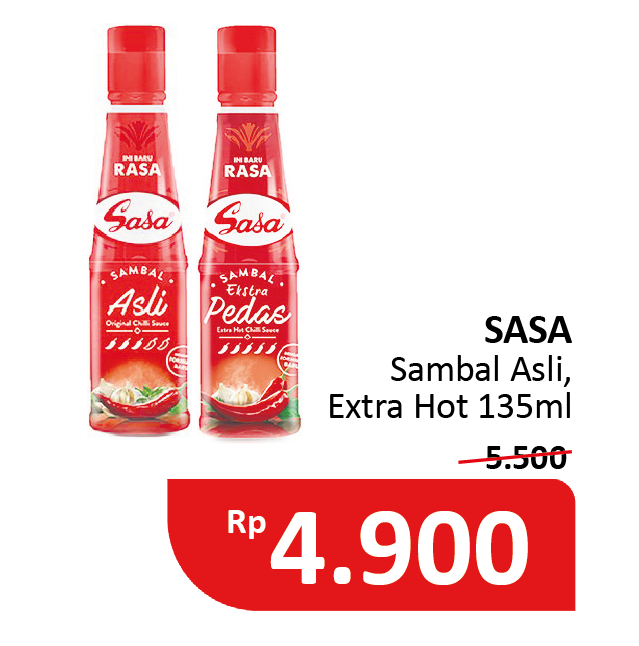 INI BARU
RASA
Sasa
SAMBAL
Asli
Original Chilli Sauce
INI BARU
RASA
Sasa
SAMBAL
Ekstra
Pedas
Extra Hot Chilli Sauce
SASA
Sambal Asli,
Extra Hot 135ml
5.500
Rp 4.900